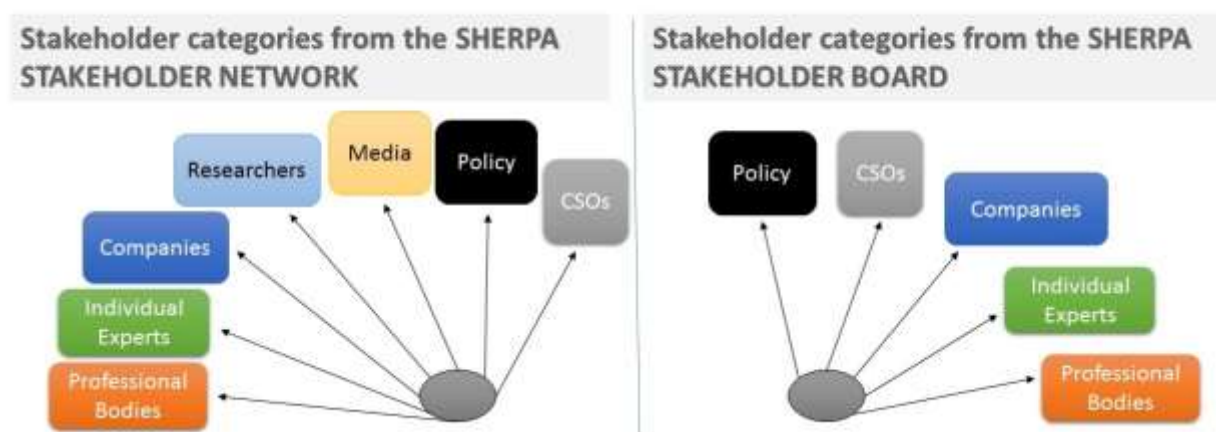 Stakeholder categories from the SHERPA
STAKEHOLDER NETWORK
Researchers
Media
Policy
CSOs
Companies
Individual
Experts
Professional
Bodies
Stakeholder categories from the SHERPA
STAKEHOLDER BOARD
Policy
CSOs
Companies
Individual
Experts
Professional
Bodies